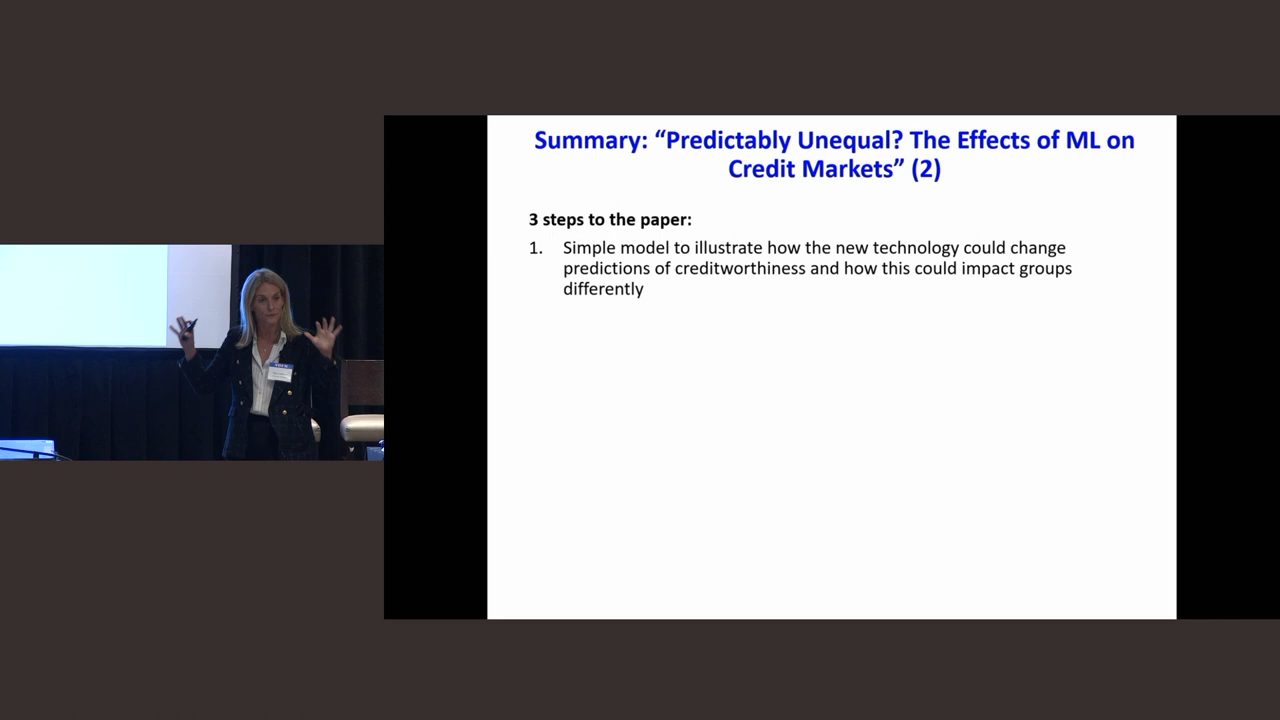 Summary: “Predictably Unequal? The Effects of ML on
Credit Markets” (2)
3 steps to the paper:
1. Simple model to illustrate how the new technology could change
predictions of creditworthiness and how this could impact groups
differently